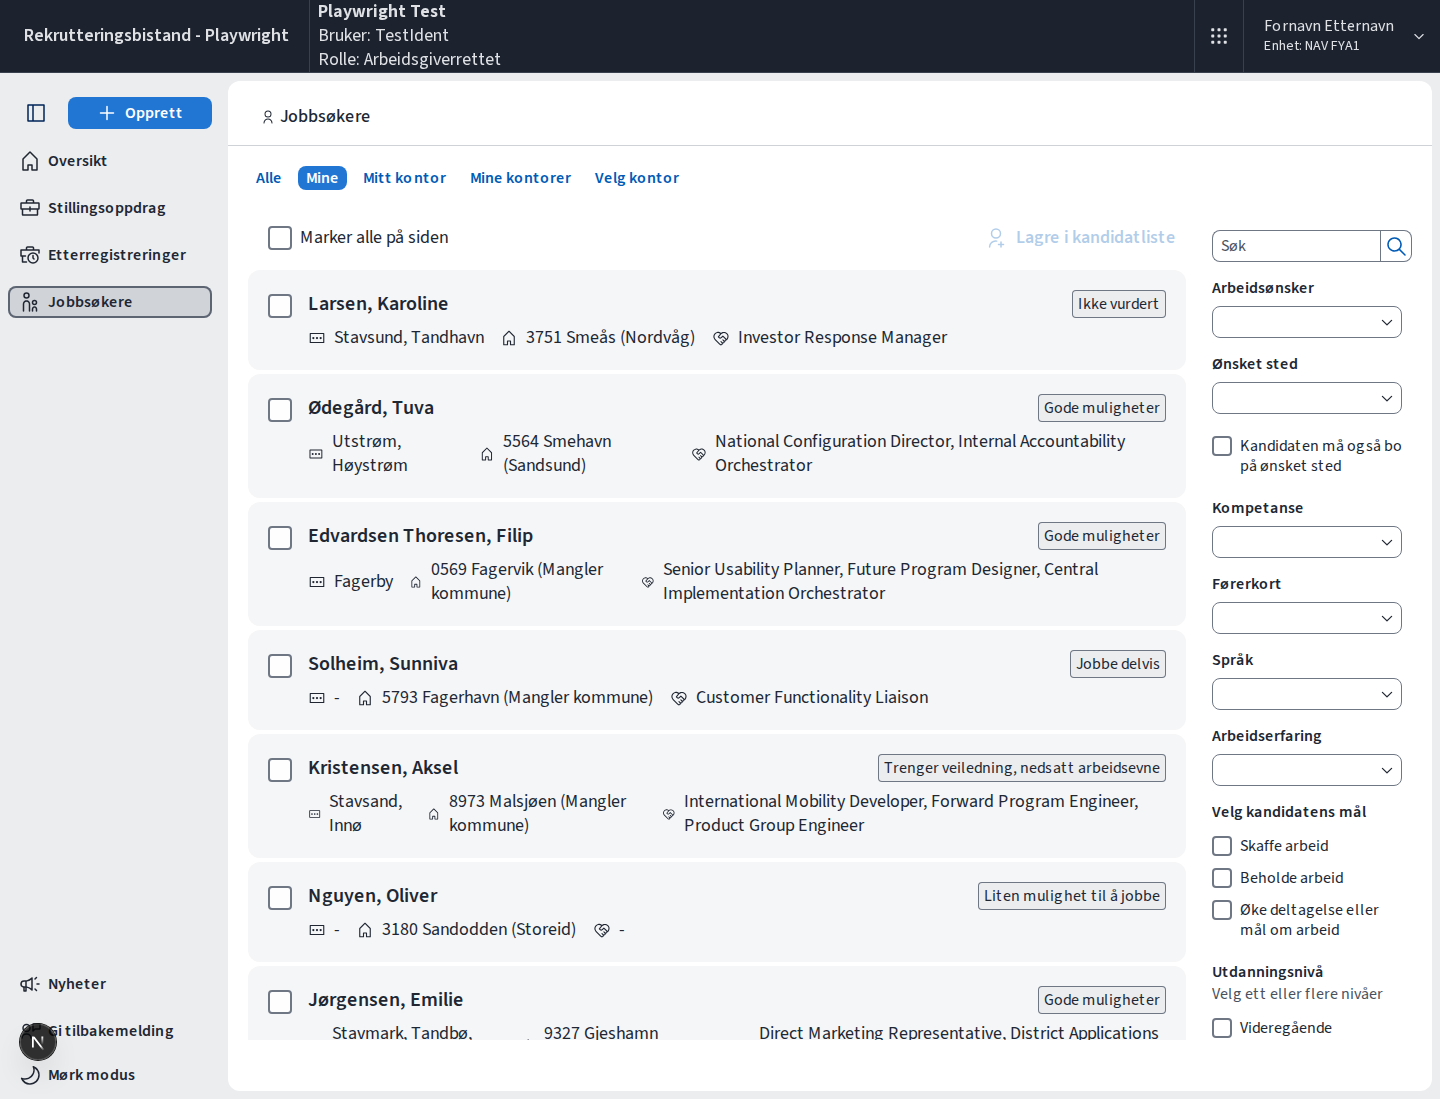 Rekrutteringsbistand - Playwright
Playwright Test
Bruker: TestIdent
Rolle: Arbeidsgiverrettet
Fornavn Etternavn
Enhet: NAV FYA1
Opprett
Oversikt
Stillingsoppdrag
Etterregistreringer
Jobbsøkere
Nyheter
Gi tilbakemelding
N
Mørk modus
Jobbsøkere
Alle
Mine
Mitt kontor
Mine kontorer
Velg kontor
Marker alle på siden
Lagre i kandidatliste
Larsen, Karoline
Ikke vurdert
Stavsund, Tandhavn
3751 Smeås (Nordvåg)
Investor Response Manager
Ødegård, Tuva
Gode muligheter
Utstrøm,
Høystrøm
5564 Smehavn
(Sandsund)
National Configuration Director, Internal Accountability
Orchestrator
Edvardsen Thoresen, Filip
Gode muligheter
Fagerby
0569 Fagervik (Mangler
kommune)
Senior Usability Planner, Future Program Designer, Central
Implementation Orchestrator
Solheim, Sunniva
Jobbe delvis
-
5793 Fagerhavn (Mangler kommune)
Customer Functionality Liaison
Kristensen, Aksel
Trenger veiledning, nedsatt arbeidsevne
Stavsand,
Innø
8973 Malsjøen (Mangler
kommune)
International Mobility Developer, Forward Program Engineer,
Product Group Engineer
Nguyen, Oliver
Liten mulighet til å jobbe
-
3180 Sandodden (Storeid)
-
Jørgensen, Emilie
Gode muligheter
Stavmark, Tandbø,
9327 Gjeshamn
Direct Marketing Representative, District Applications
Søk
Arbeidsønsker
Ønsket sted
Kandidaten må også bo
på ønsket sted
Kompetanse
Førerkort
Språk
Arbeidserfaring
Velg kandidatens mål
Skaffe arbeid
Beholde arbeid
Øke deltagelse eller
mål om arbeid
Utdanningsnivå
Velg ett eller flere nivåer
Videregående